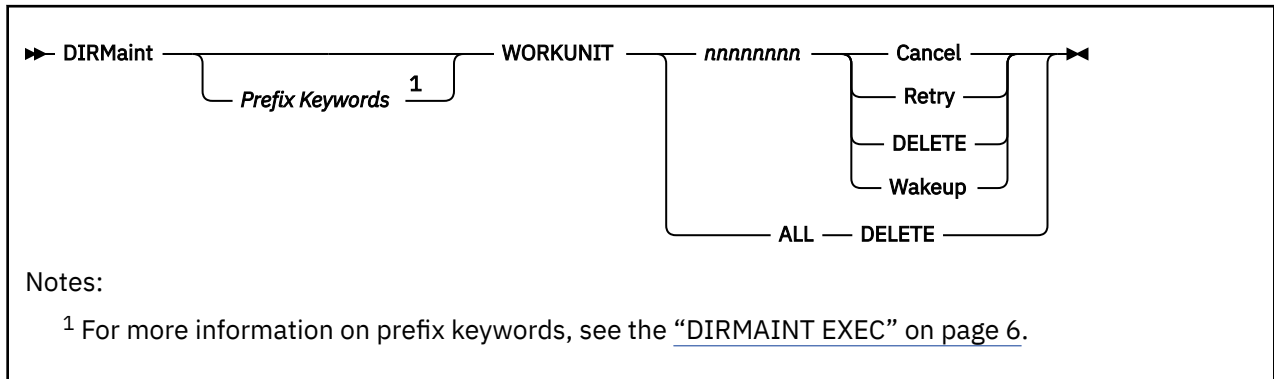 DIRMaint WORKUNIT nnnnnnnn Cancel
Prefix Keywords 1 Retry
DELETE
Wakeup
ALL DELETE
Notes:
1 For more information on prefix keywords, see the “DIRMAINT EXEC” on page 6.